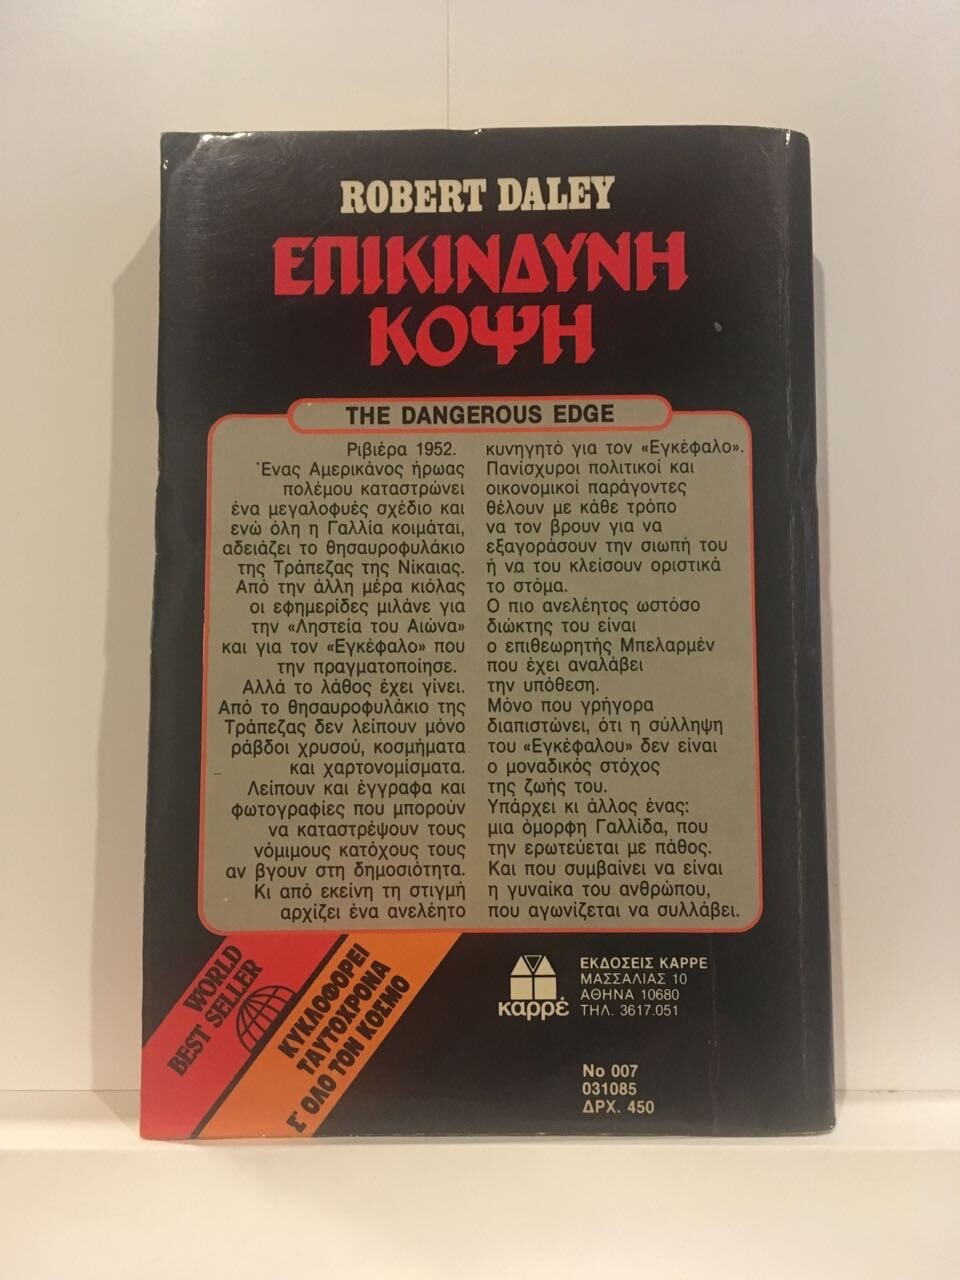 ROBERT DALEY
ΕΠΙΚΙΝΔΥΝΗ
ΚΟΨΗ
THE DANGEROUS EDGE
Ριβιέρα 1952.
Ένας Αμερικάνος ήρωας
πολέμου καταστρώνει
ένα μεγαλοφυές σχέδιο και
ενώ όλη η Γαλλία κοιμάται,
αδειάζει το θησαυροφυλάκιο
της Τράπεζας της Νίκαιας.
Από την άλλη μέρα κιόλας
οι εφημερίδες μιλάνε για
την «Ληστεία του Αιώνα»
και για τον «Εγκέφαλο» που
την πραγματοποίησε.
Αλλά το λάθος έχει γίνει.
Από το θησαυροφυλάκιο της
Τράπεζας δεν λείπουν μόνο
ράβδοι χρυσού, κοσμήματα
και χαρτονομίσματα.
Λείπουν και έγγραφα και
φωτογραφίες που μπορούν
να καταστρέψουν τους
νόμιμους κατόχους τους
αν βγουν στη δημοσιότητα.
Κι από εκείνη τη στιγμή
αρχίζει ένα ανελέητο
κυνηγητό για τον «Εγκέφαλο».
Πανίσχυροι πολιτικοί και
οικονομικοί παράγοντες
θέλουν με κάθε τρόπο
να τον βρουν για να
εξαγοράσουν την σιωπή του
ή να του κλείσουν οριστικά
το στόμα.
Ο πιο ανελέητος ωστόσο
διώκτης του είναι
ο επιθεωρητής Μπελαρμέν
που έχει αναλάβει
την υπόθεση.
Μόνο που γρήγορα
διαπιστώνει, ότι η σύλληψη
του «Εγκέφαλου» δεν είναι
ο μοναδικός στόχος
της ζωής του.
Υπάρχει κι άλλος ένας:
μια όμορφη Γαλλίδα, που
την ερωτεύεται με πάθος.
Και που συμβαίνει να είναι
η γυναίκα του ανθρώπου,
που αγωνίζεται να συλλάβει.
WORLD
BEST SELLER
ΚΥΚΛΟΦΟΡΕΙ
ΤΑΥΤΟΧΡΟΝΑ
Σ' ΟΛΟ ΤΟΝ ΚΟΣΜΟ
καρρέ
ΕΚΔΟΣΕΙΣ ΚΑΡΡΕ
ΜΑΣΣΑΛΙΑΣ 10
ΑΘΗΝΑ 10680
ΤΗΛ. 3617.051
No 007
031085
ΔΡΧ. 450